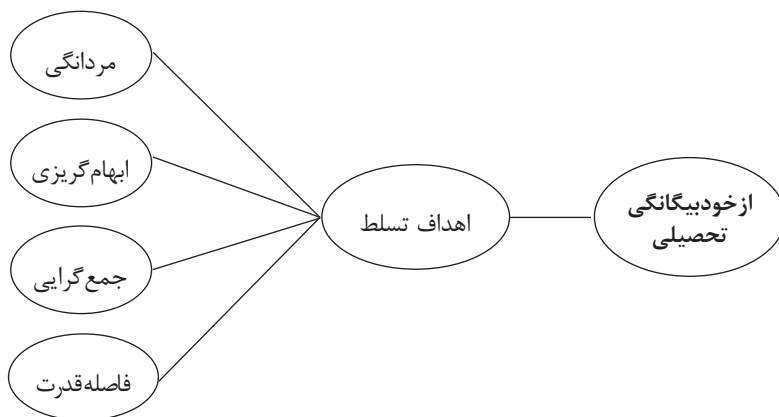 مردانگی
ابهام‌گریزی
جمع‌گرایی
فاصله‌قدرت
اهداف تسلط
ازخودبیگانگی
تحصیلی